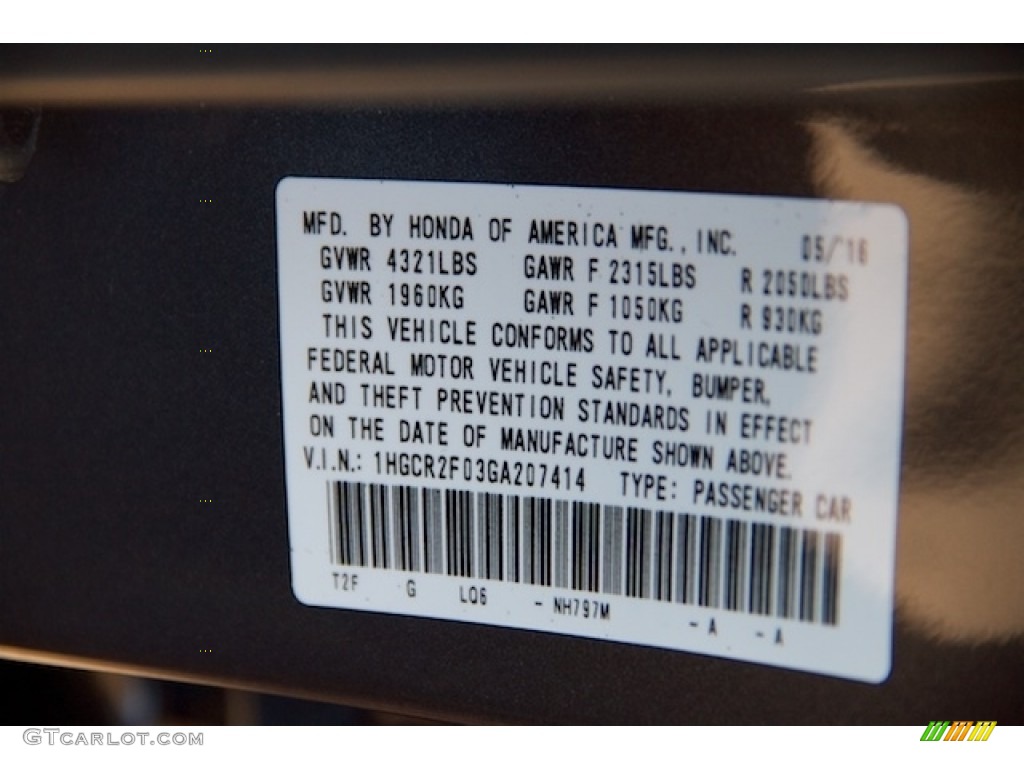 MFD. BY HONDA OF AMERICA MFG., INC. 05/'16
GVWR 4321LBS GAWR F 2315LBS R 2050LBS
GVWR 1960KG GAWR F 1050KG R 930KG
THIS VEHICLE CONFORMS TO ALL APPLICABLE
FEDERAL MOTOR VEHICLE SAFETY, BUMPER,
AND THEFT PREVENTION STANDARDS IN EFFECT
ON THE DATE OF MANUFACTURE SHOWN ABOVE.
V.I.N.: 1HGCR2F03GA207414 TYPE: PASSENGER CAR
T2F G L06 - NH797M - A - A
GTCARLOT.COM